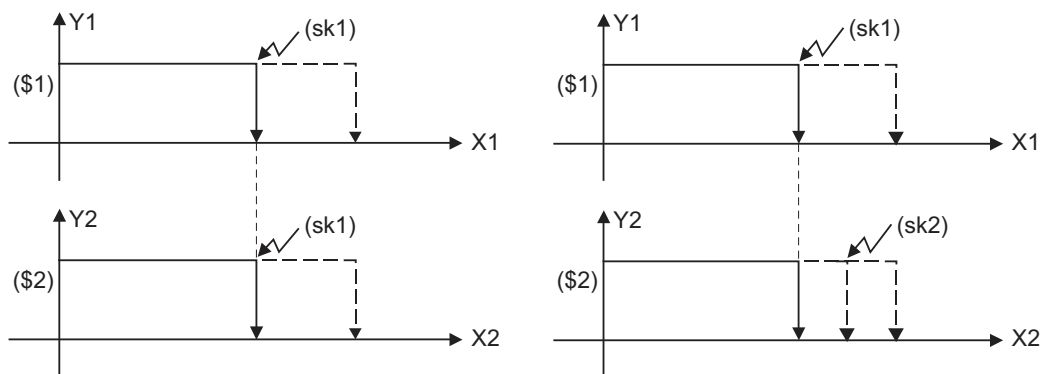 Y1
(sk1)
($1)
X1
Y2
(sk1)
($2)
X2
Y1
(sk1)
($1)
X1
Y2
(sk2)
($2)
X2